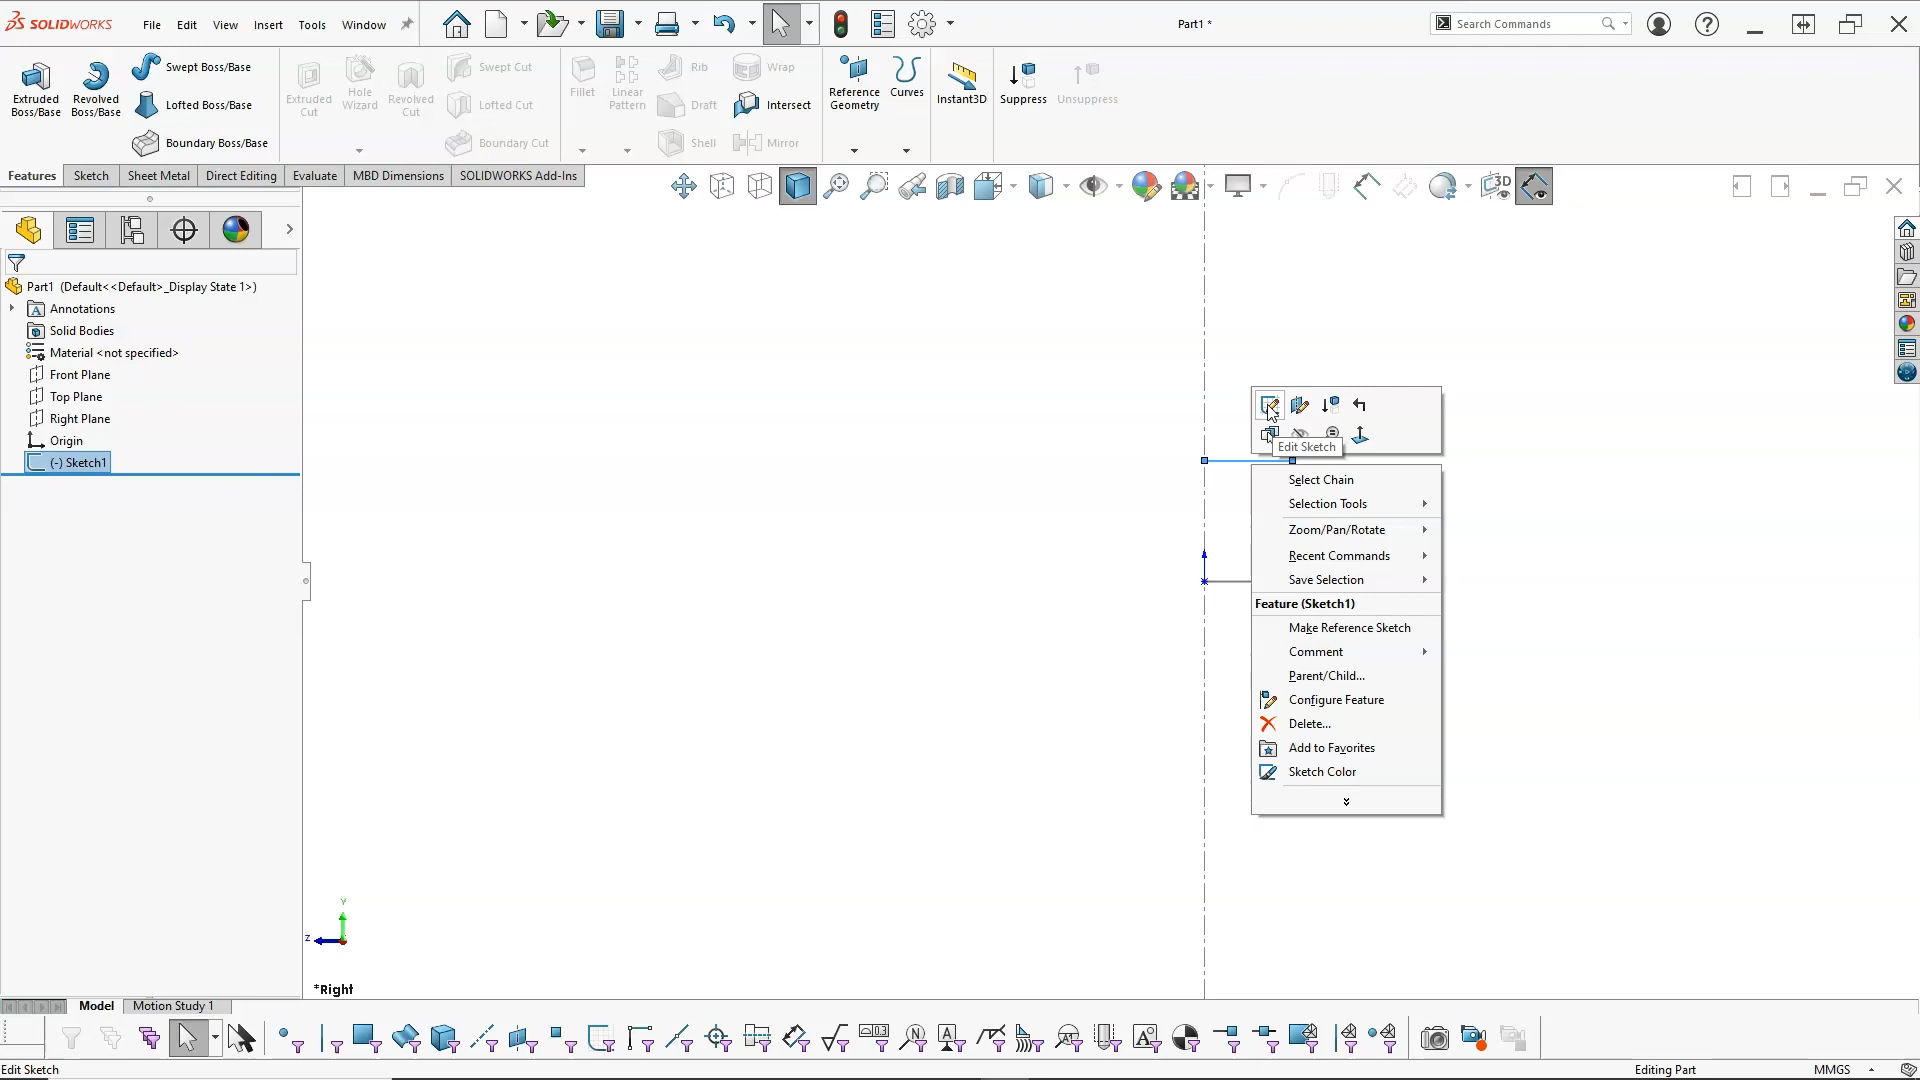 SOLIDWORKS File Edit View Insert Tools Window Part1 * Search Commands
Extruded Boss/Base
Revolved Boss/Base
Swept Boss/Base
Lofted Boss/Base
Boundary Boss/Base
Extruded Cut
Hole Wizard
Revolved Cut
Swept Cut
Lofted Cut
Boundary Cut
Fillet
Linear Pattern
Rib
Draft
Shell
Wrap
Intersect
Mirror
Reference Geometry
Curves
Instant3D
Suppress
Unsuppress
Features Sketch Sheet Metal Direct Editing Evaluate MBD Dimensions SOLIDWORKS Add-Ins
3D
Part1 (Default<<Default>_Display State 1>)
Annotations
Solid Bodies
Material <not specified>
Front Plane
Top Plane
Right Plane
Origin
(-) Sketch1
Edit Sketch
Select Chain
Selection Tools
Zoom/Pan/Rotate
Recent Commands
Save Selection
Feature (Sketch1)
Make Reference Sketch
Comment
Parent/Child...
Configure Feature
Delete...
Add to Favorites
Sketch Color
Y
Z
*Right
Model Motion Study 1
Edit Sketch Editing Part MMGS